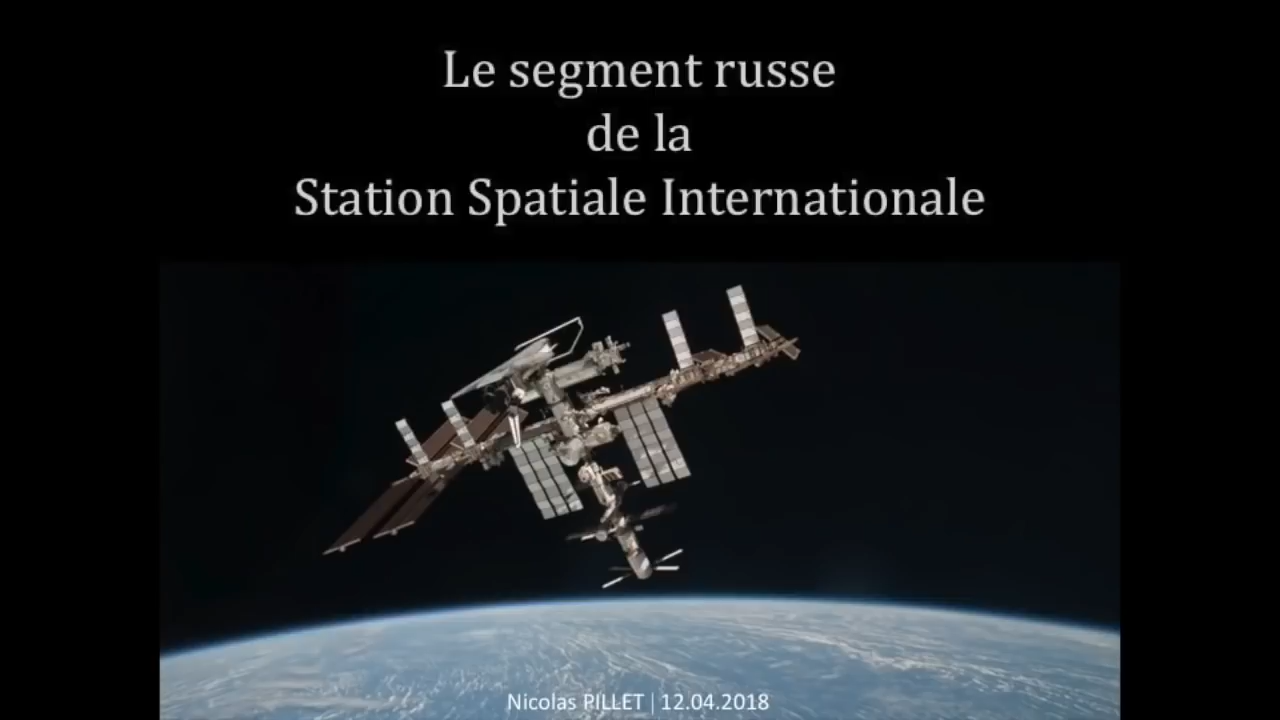 Le segment russe
de la
Station Spatiale Internationale
Nicolas PILLET | 12.04.2018